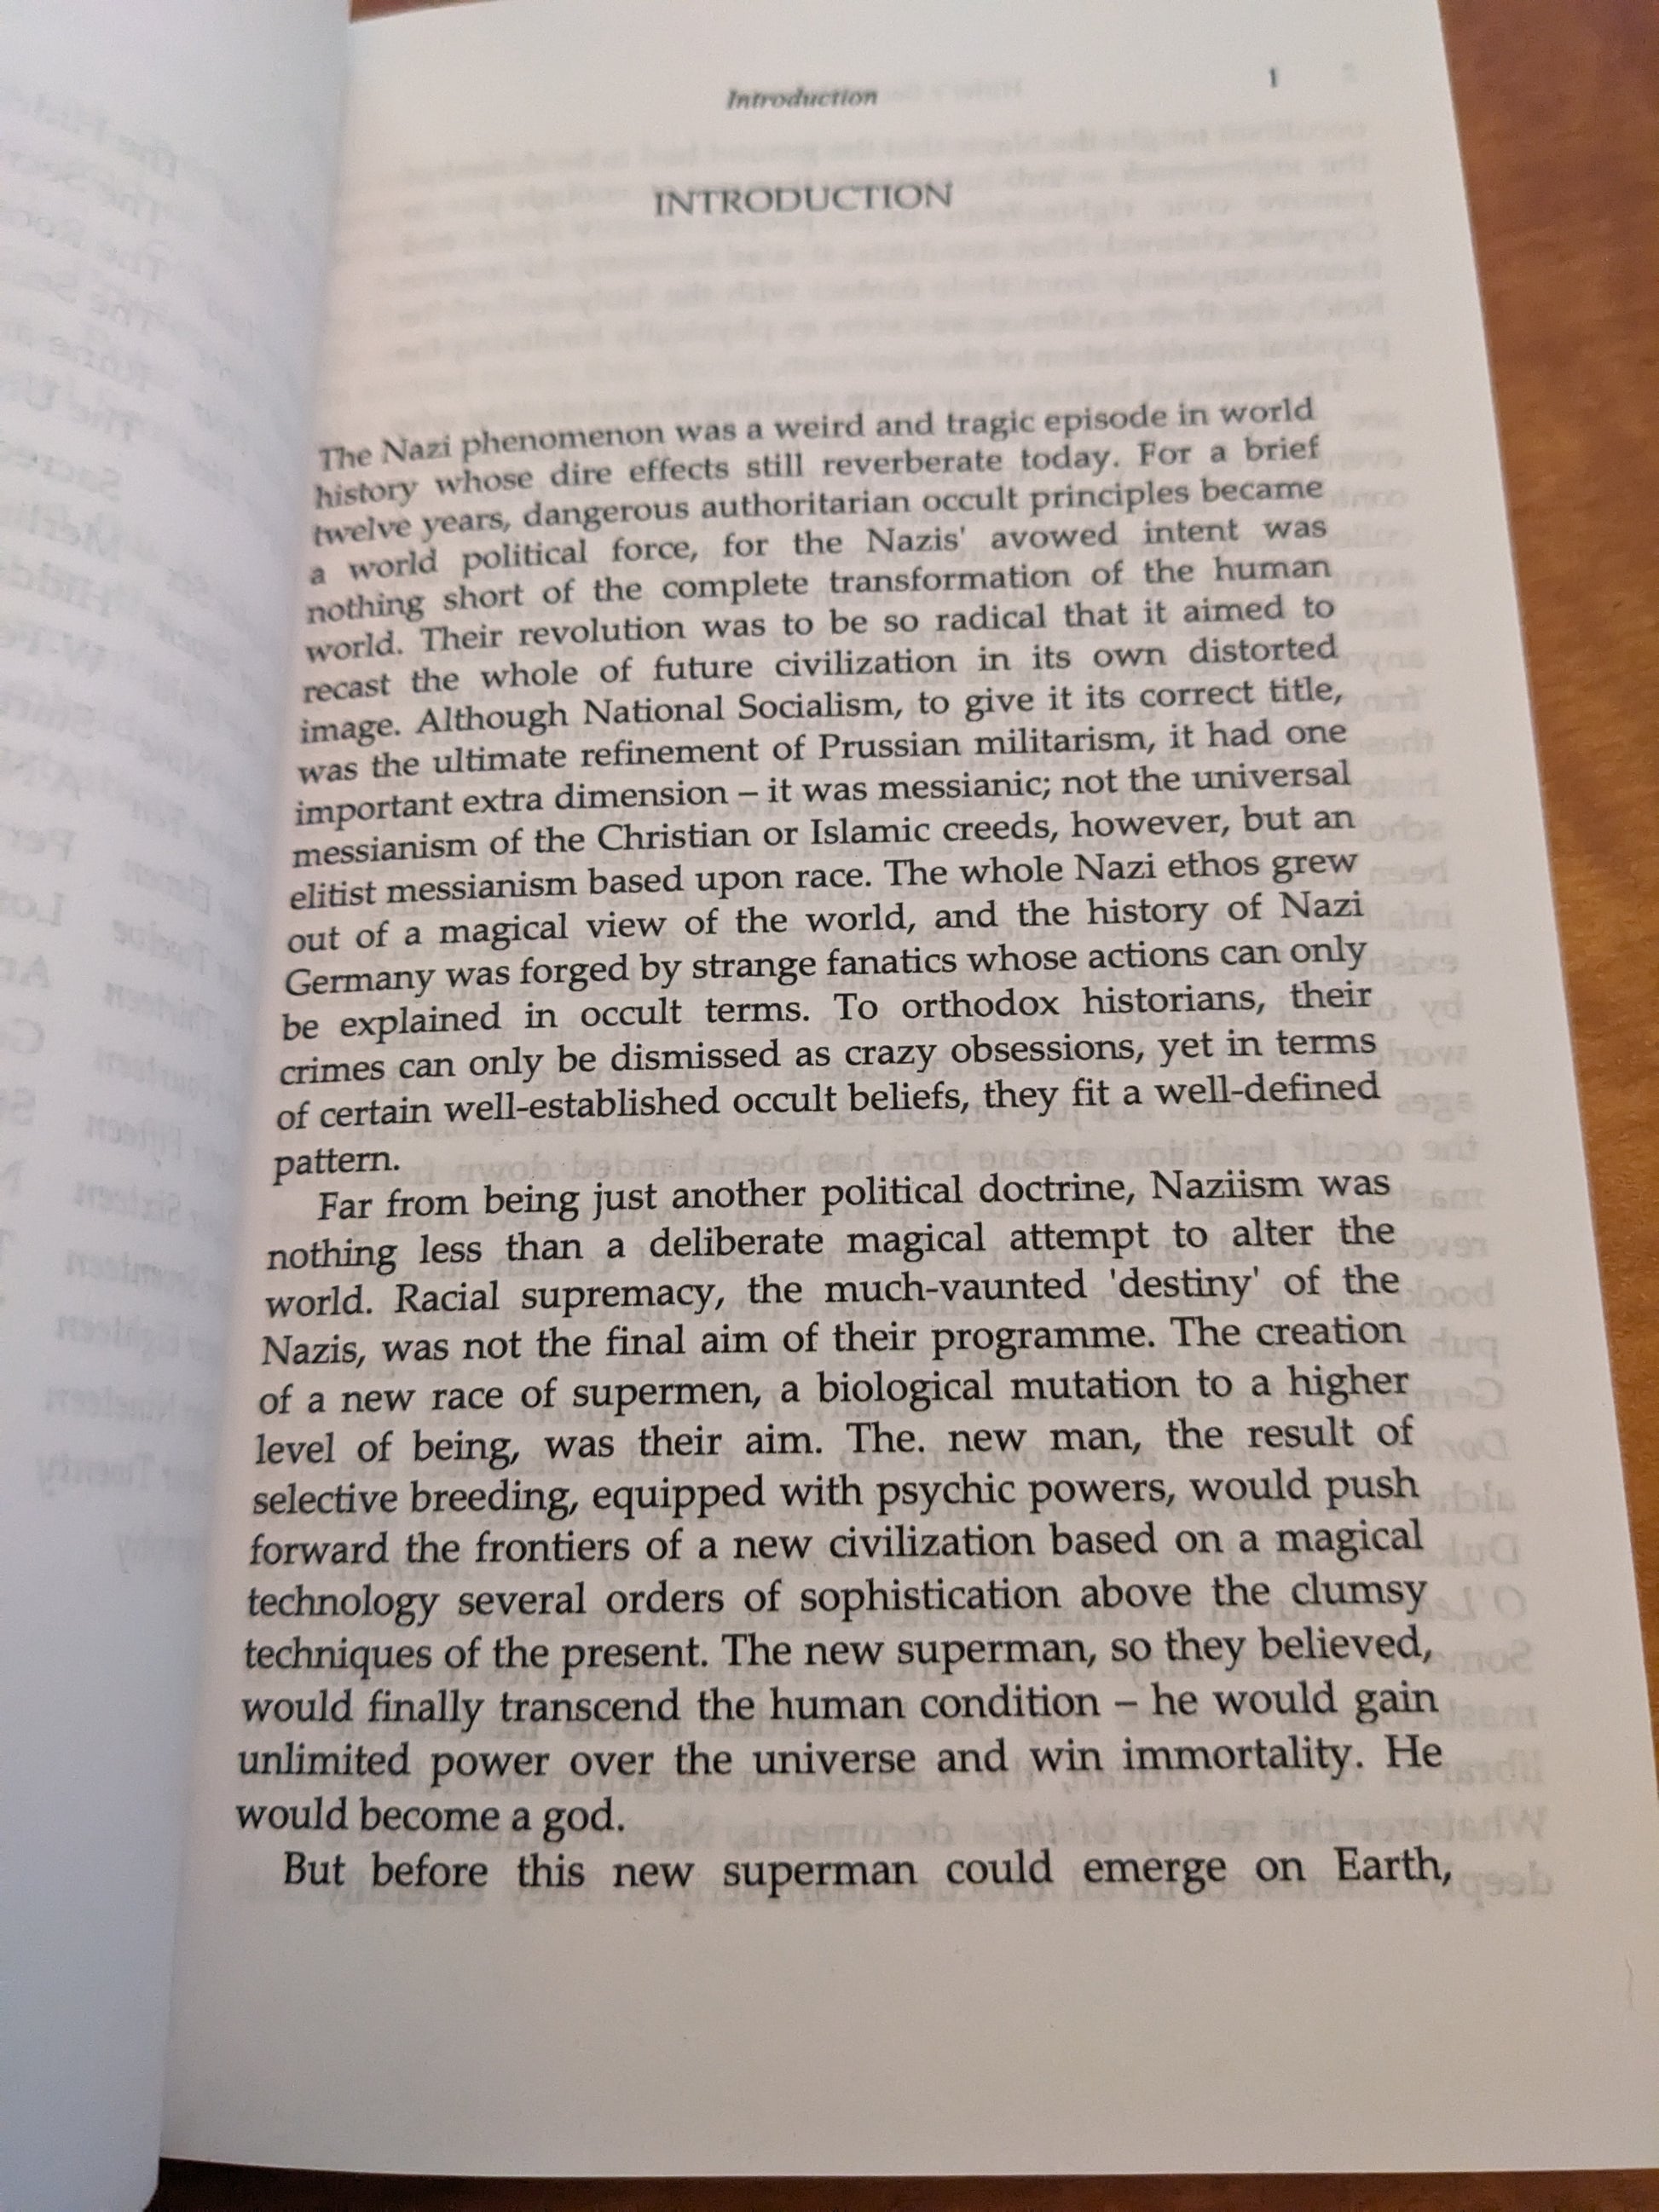 Introduction
1
INTRODUCTION
The Nazi phenomenon was a weird and tragic episode in world
history whose dire effects still reverberate today. For a brief
twelve years, dangerous authoritarian occult principles became
a world political force, for the Nazis' avowed intent was
nothing short of the complete transformation of the human
world. Their revolution was to be so radical that it aimed to
recast the whole of future civilization in its own distorted
image. Although National Socialism, to give it its correct title,
was the ultimate refinement of Prussian militarism, it had one
important extra dimension – it was messianic; not the universal
messianism of the Christian or Islamic creeds, however, but an
elitist messianism based upon race. The whole Nazi ethos grew
out of a magical view of the world, and the history of Nazi
Germany was forged by strange fanatics whose actions can only
be explained in occult terms. To orthodox historians, their
crimes can only be dismissed as crazy obsessions, yet in terms
of certain well-established occult beliefs, they fit a well-defined
pattern.
Far from being just another political doctrine, Naziism was
nothing less than a deliberate magical attempt to alter the
world. Racial supremacy, the much-vaunted 'destiny' of the
Nazis, was not the final aim of their programme. The creation
of a new race of supermen, a biological mutation to a higher
level of being, was their aim. The. new man, the result of
selective breeding, equipped with psychic powers, would push
forward the frontiers of a new civilization based on a magical
technology several orders of sophistication above the clumsy
techniques of the present. The new superman, so they believed,
would finally transcend the human condition – he would gain
unlimited power over the universe and win immortality. He
would become a god.
But before this new superman could emerge on Earth,